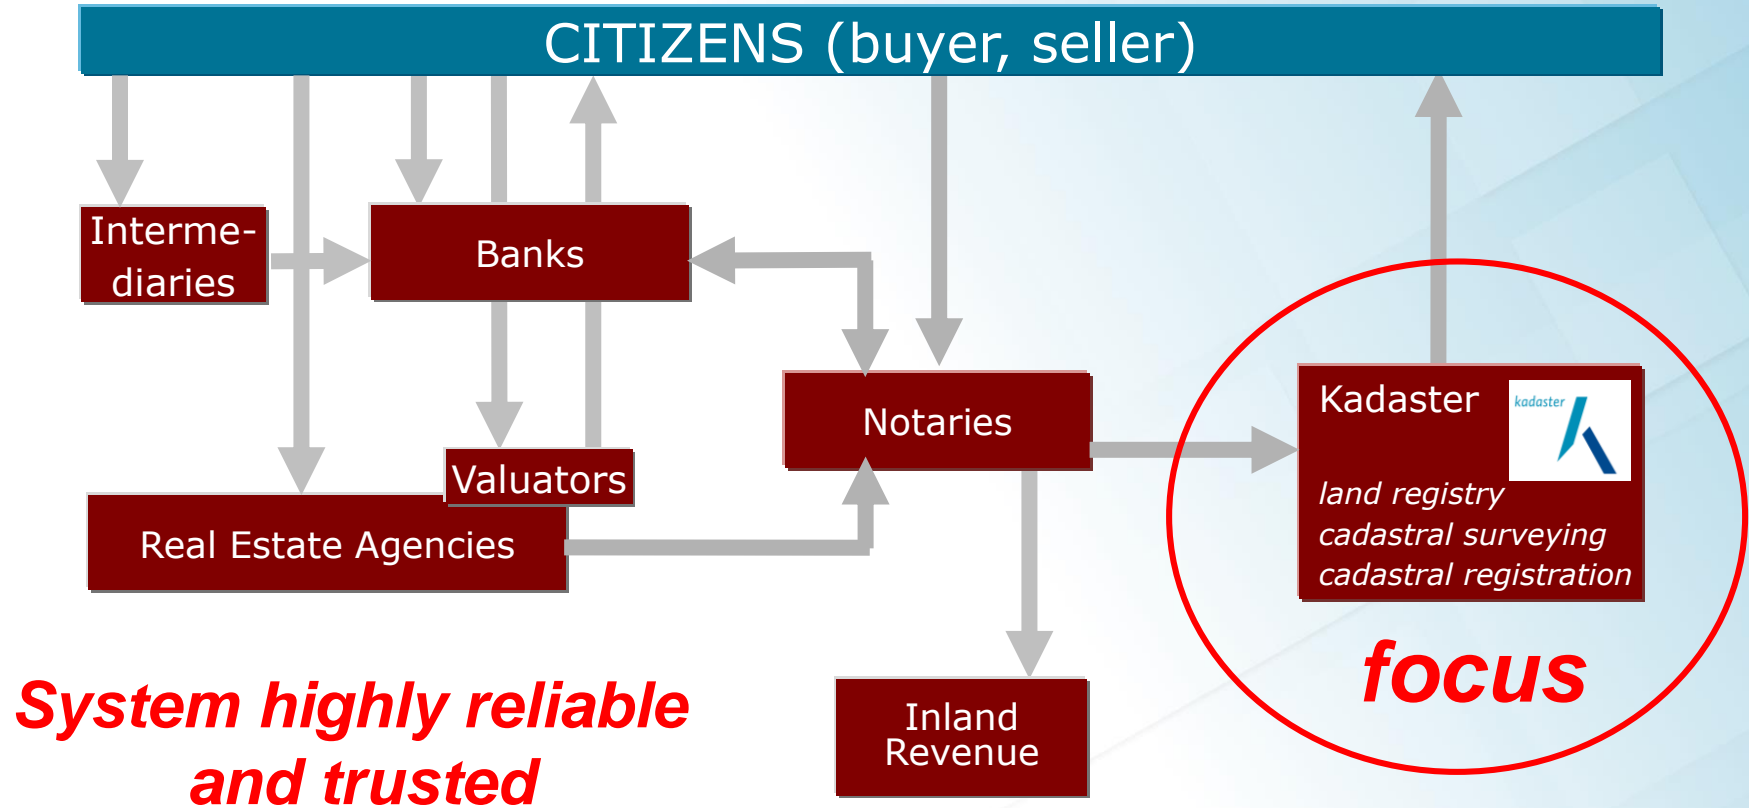 CITIZENS (buyer, seller)
Interme-
diaries
Banks
Notaries
Kadaster
kadaster
land registry
cadastral surveying
cadastral registration
Valuators
Real Estate Agencies
focus
System highly reliable
and trusted
Inland
Revenue